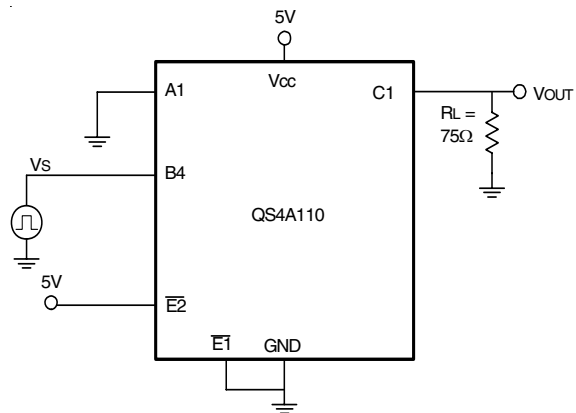 5V
Vcc
A1
C1
VOUT
RL =
75Ω
VS
B4
QS4A110
5V
E2
E1
GND